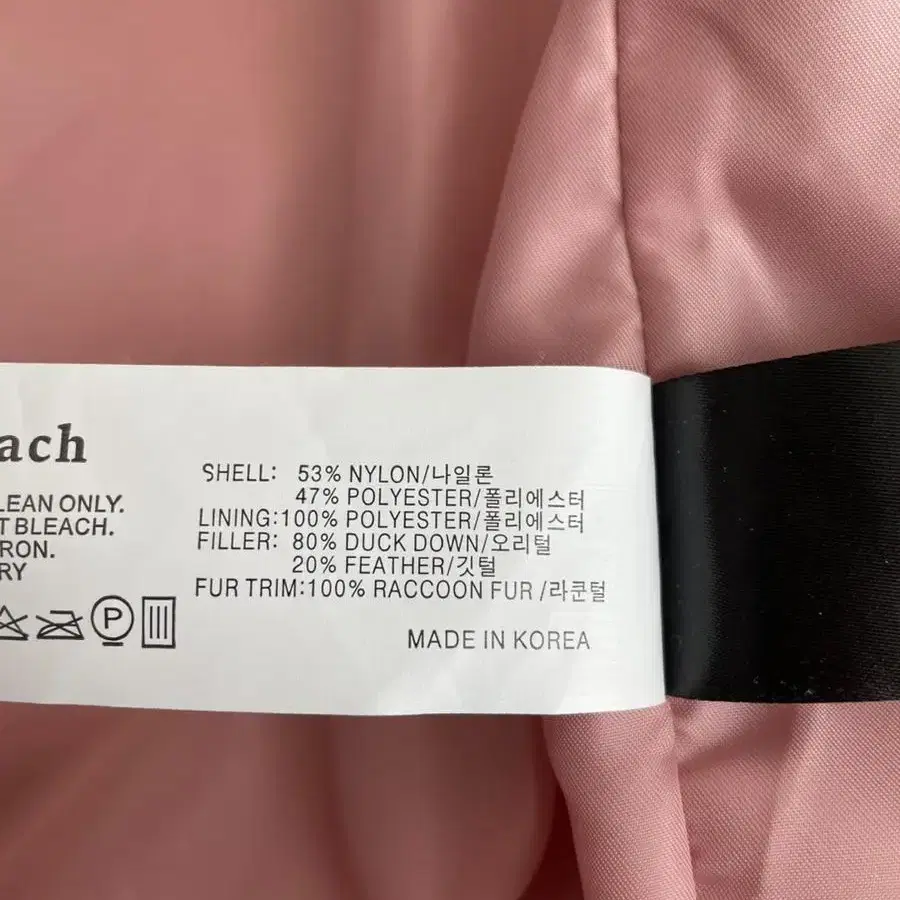 ach
LEAN ONLY.
T BLEACH.
RON.
RY
P
SHELL: 53% NYLON/나일론
47% POLYESTER/폴리에스터
LINING:100% POLYESTER/폴리에스터
FILLER: 80% DUCK DOWN/오리털
20% FEATHER/깃털
FUR TRIM:100% RACCOON FUR /라쿤털
MADE IN KOREA